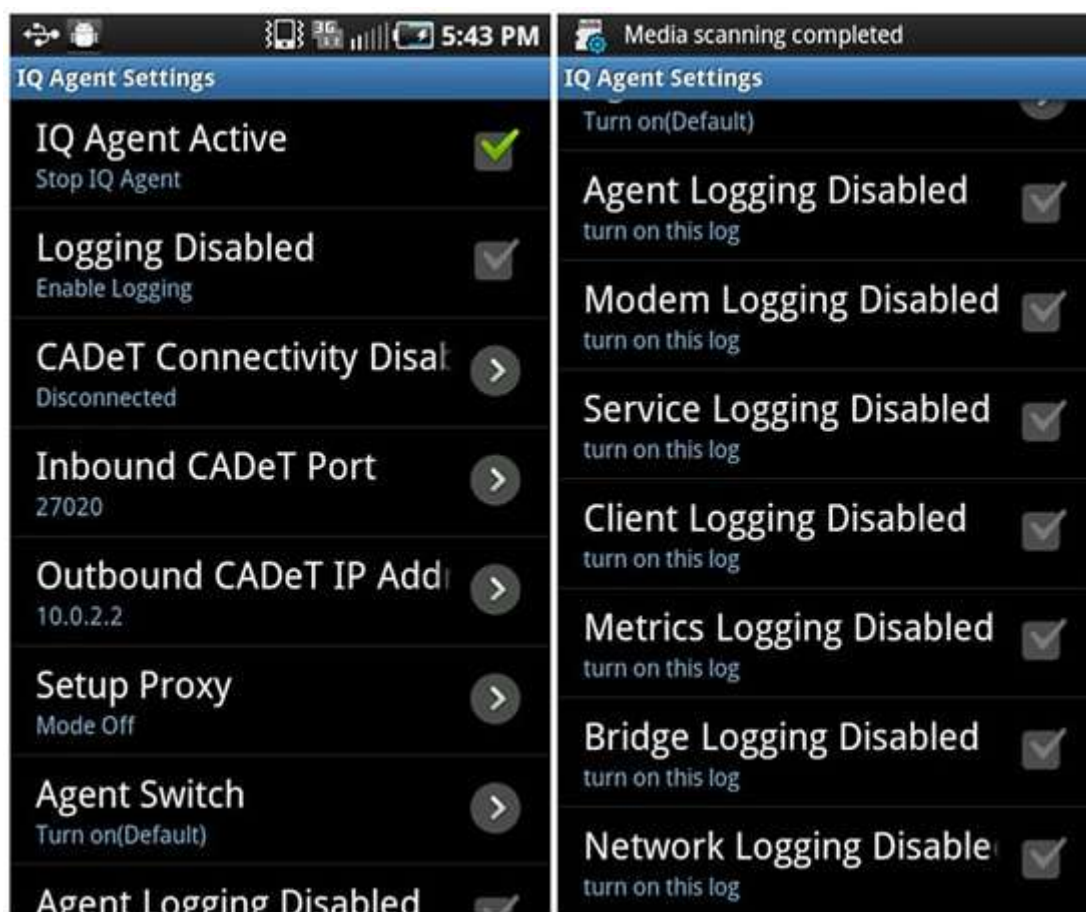 5:43 PM
IQ Agent Settings
IQ Agent Active
Stop IQ Agent
Logging Disabled
Enable Logging
CADeT Connectivity Disab
Disconnected
Inbound CADeT Port
27020
Outbound CADeT IP Addr
10.0.2.2
Setup Proxy
Mode Off
Agent Switch
Turn on(Default)
Agent Logging Disabled
Media scanning completed
IQ Agent Settings
Turn on(Default)
Agent Logging Disabled
turn on this log
Modem Logging Disabled
turn on this log
Service Logging Disabled
turn on this log
Client Logging Disabled
turn on this log
Metrics Logging Disabled
turn on this log
Bridge Logging Disabled
turn on this log
Network Logging Disable
turn on this log